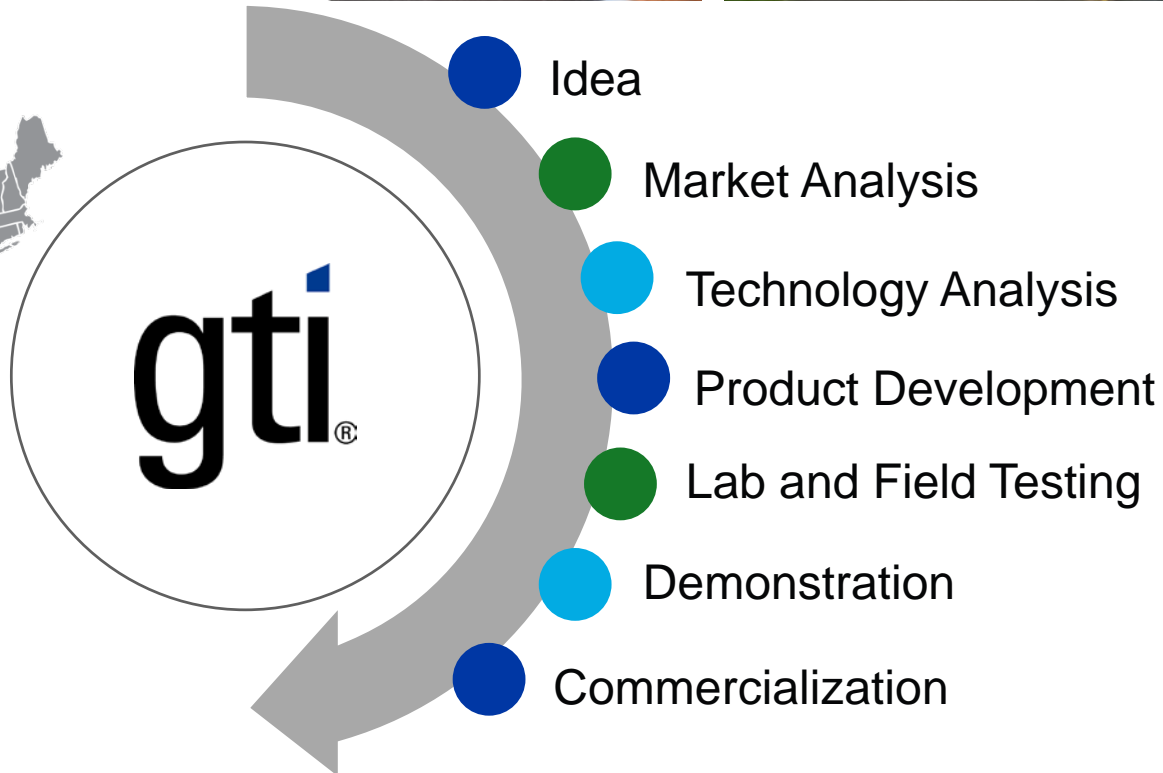 Idea
Market Analysis
Technology Analysis
gti®
Product Development
Lab and Field Testing
Demonstration
Commercialization